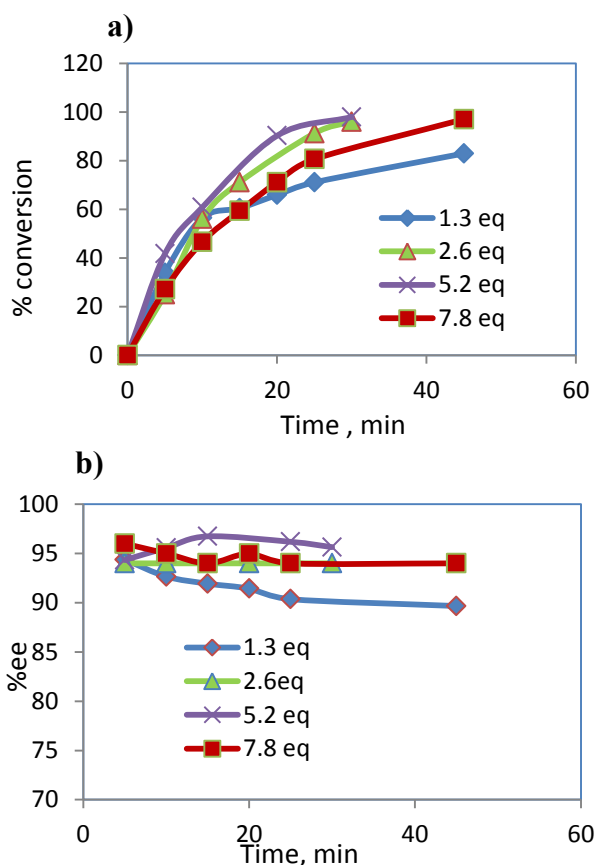 a)
120
100
80
60
40
20
0
% conversion
1.3 eq
2.6 eq
5.2 eq
7.8 eq
0 20 40 60
Time , min
b)
100
95
90
85
80
75
70
%ee
1.3 eq
2.6eq
5.2 eq
7.8 eq
0 20 40 60
Time, min